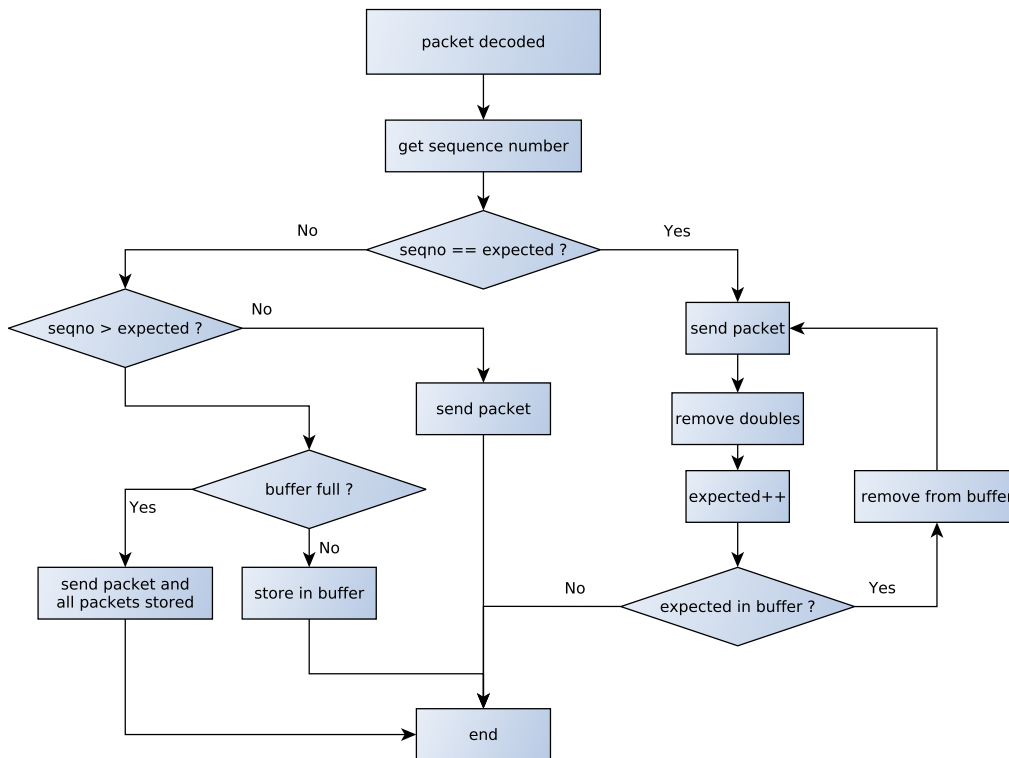 packet decoded
get sequence number
seqno == expected ?
No
Yes
seqno > expected ?
No
send packet
send packet
remove doubles
buffer full ?
expected++
remove from buffer
Yes
No
send packet and
all packets stored
store in buffer
No
expected in buffer ?
Yes
end